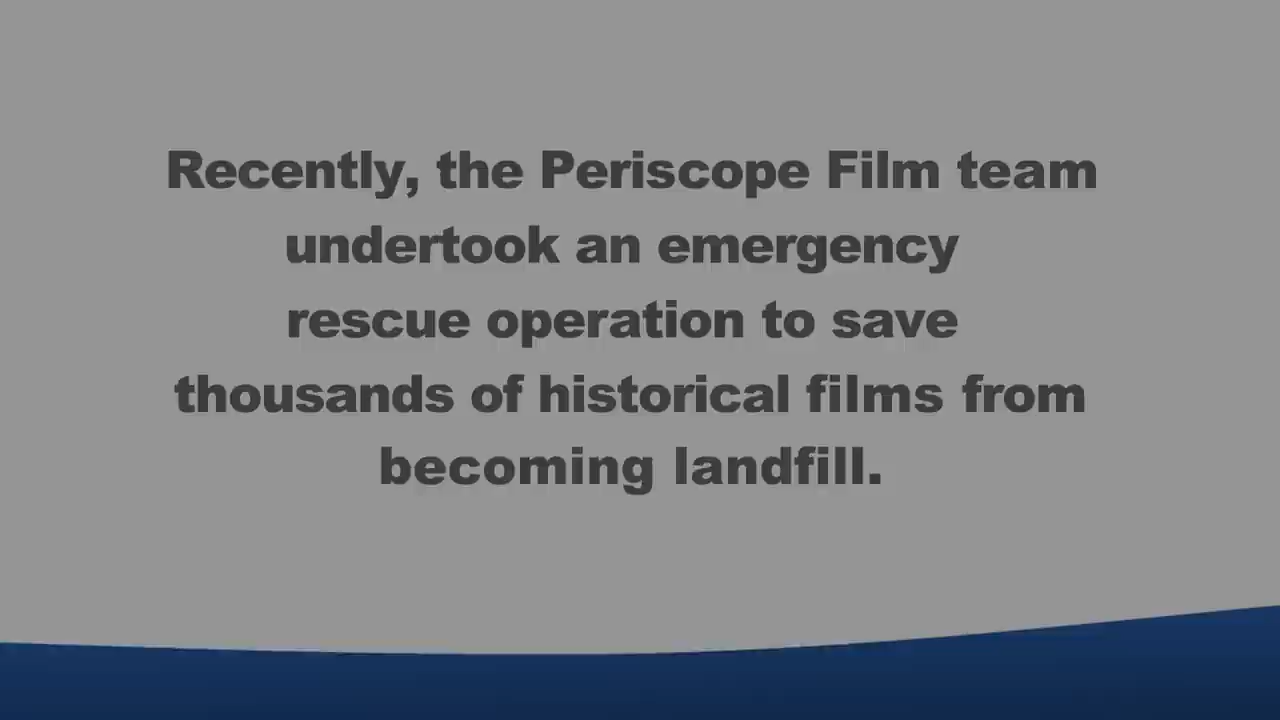 Recently, the Periscope Film team
undertook an emergency
rescue operation to save
thousands of historical films from
becoming landfill.